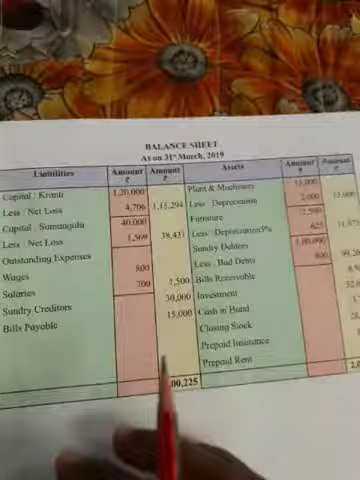 BALANCE SHEET
As on 31st March, 2019
Liabilities Amount ₹ Amount ₹ Assets Amount ₹ Amount ₹
Capital : Kranti 1,20,000 Plant & Machinery
Less : Net Loss 4,706 1,15,294 Less : Depreciation 2,000
Capital : Sumangala 40,000 Furniture
Less : Net Loss 1,569 38,431 Less : Depreciation5% 625
Outstanding Expenses Sundry Debtors 1,00,000
Wages 800 Less : Bad Debts 800
Salaries 700 1,500 Bills Receivable
Sundry Creditors 30,000 Investment
Bills Payable 15,000 Cash in Hand
Closing Stock
Prepaid Insurance
Prepaid Rent
00,225